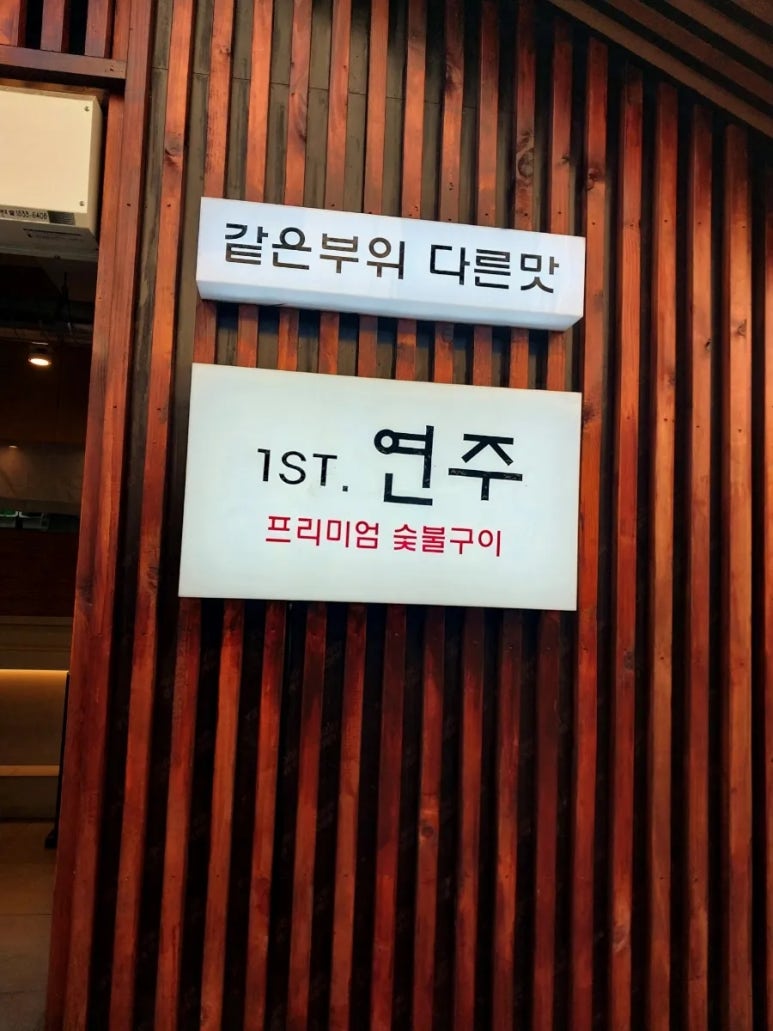 같은부위 다른맛
1ST. 연주
프리미엄 숯불구이